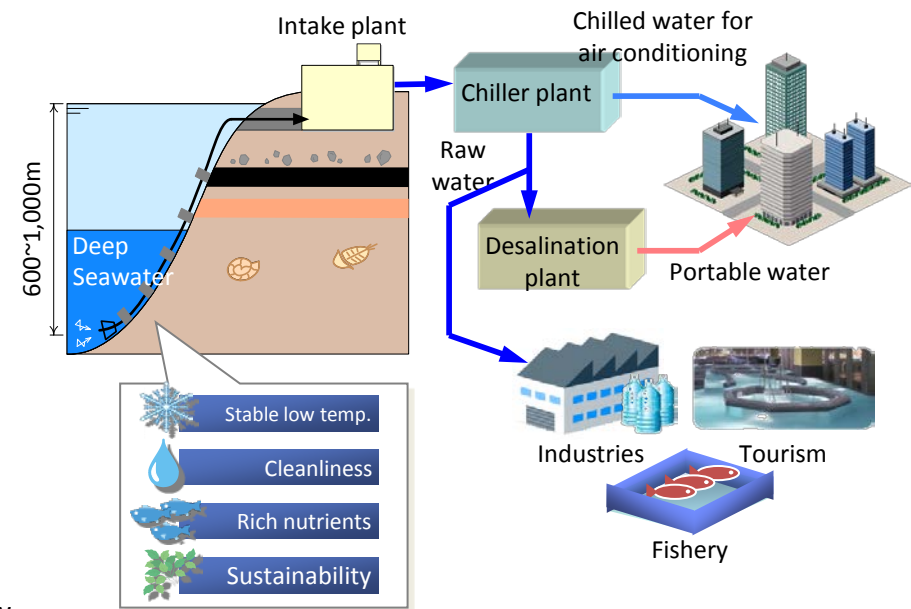 Intake plant
Chilled water for
air conditioning
Chiller plant
Raw
water
600~1,000m
Deep
Seawater
Desalination
plant
Portable water
Stable low temp.
Cleanliness
Rich nutrients
Sustainability
Industries
Tourism
Fishery